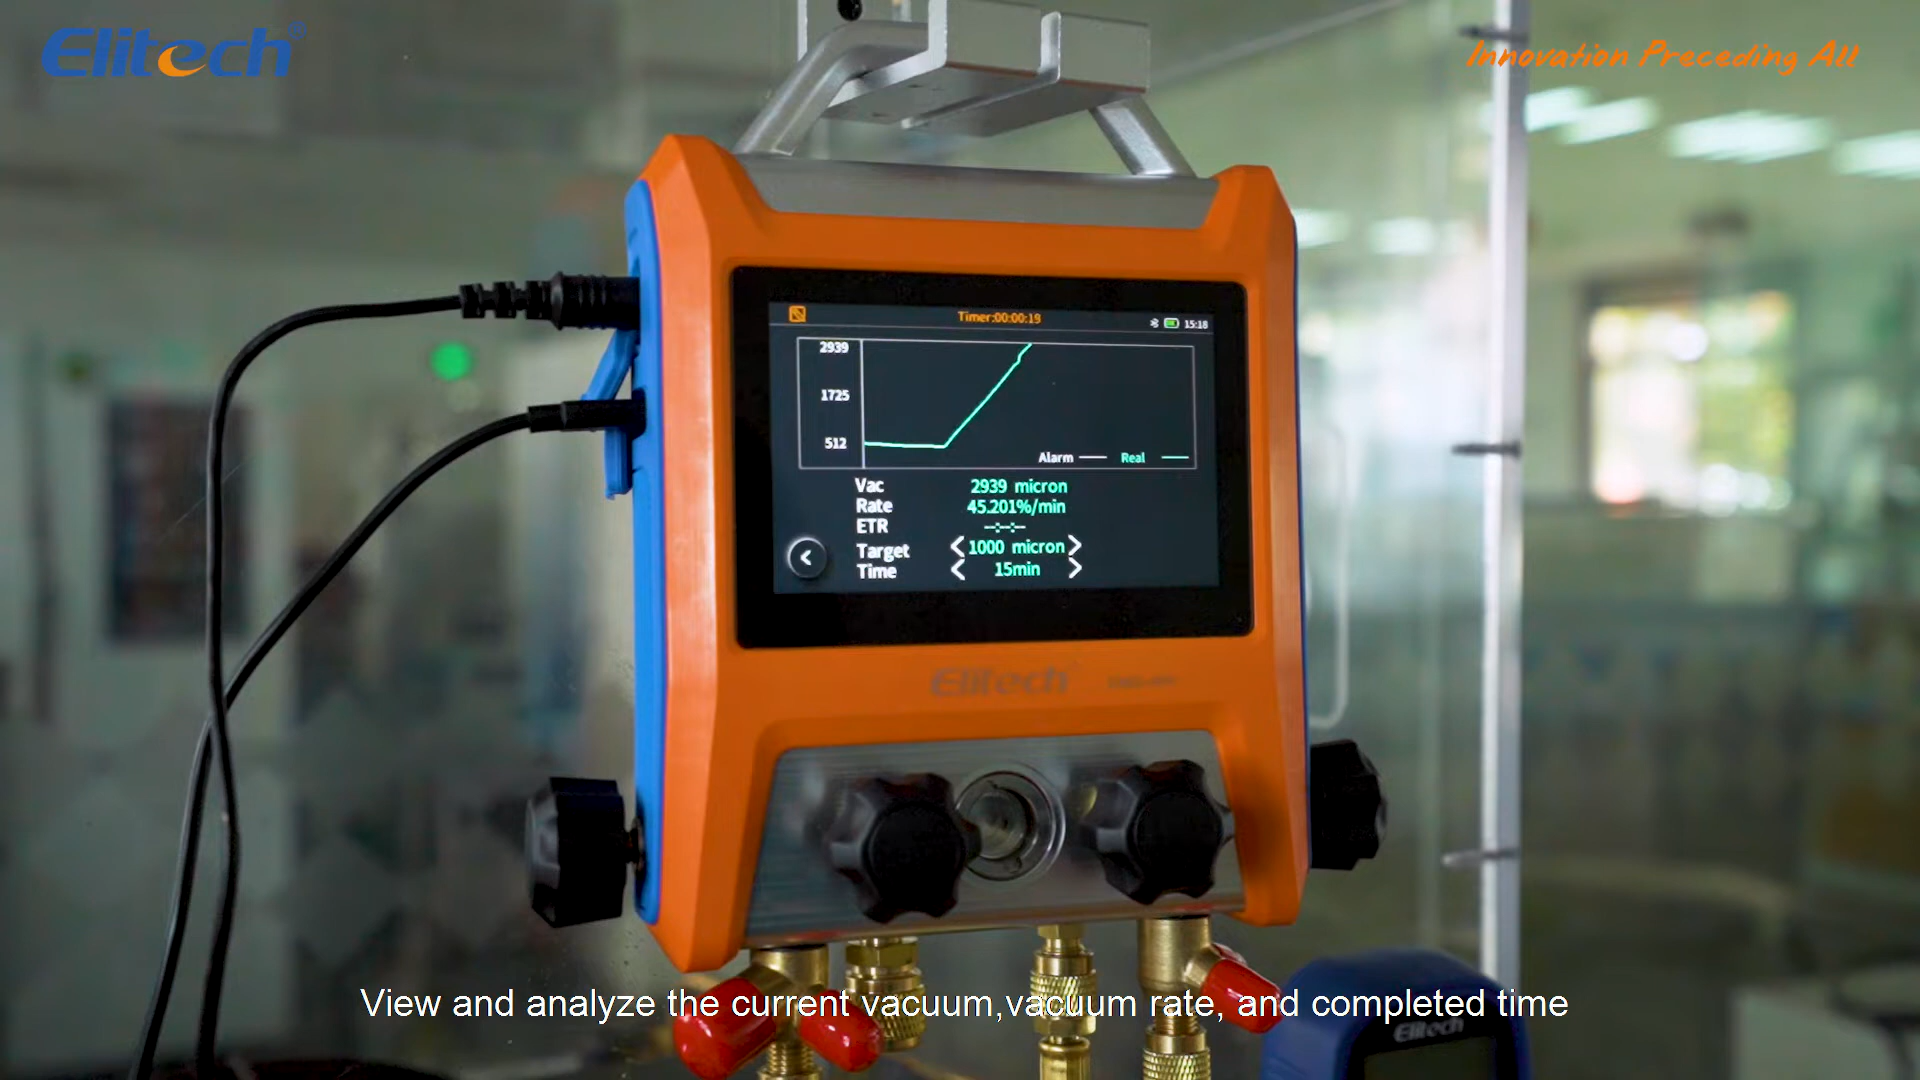 Elitech®
Innovation Preceding All
Timer:00:00:19
15:18
2939
1725
512
Alarm
Real
Vac 2939 micron
Rate 45.201%/min
ETR --:--:--
Target < 1000 micron >
Time < 15min >
Elitech
View and analyze the current vacuum,vacuum rate, and completed time
Elitech